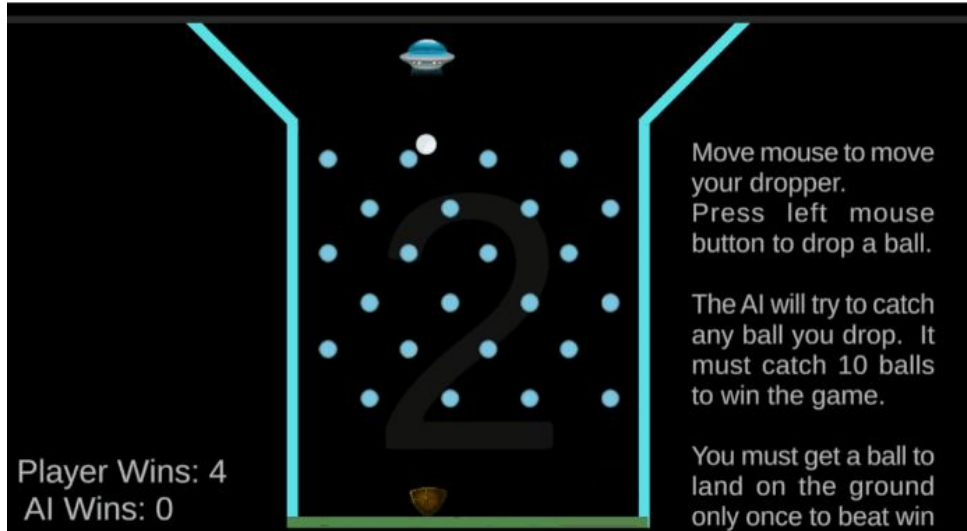 2
Move mouse to move
your dropper.
Press left mouse
button to drop a ball.
The AI will try to catch
any ball you drop. It
must catch 10 balls
to win the game.
You must get a ball to
land on the ground
only once to beat win
Player Wins: 4
AI Wins: 0